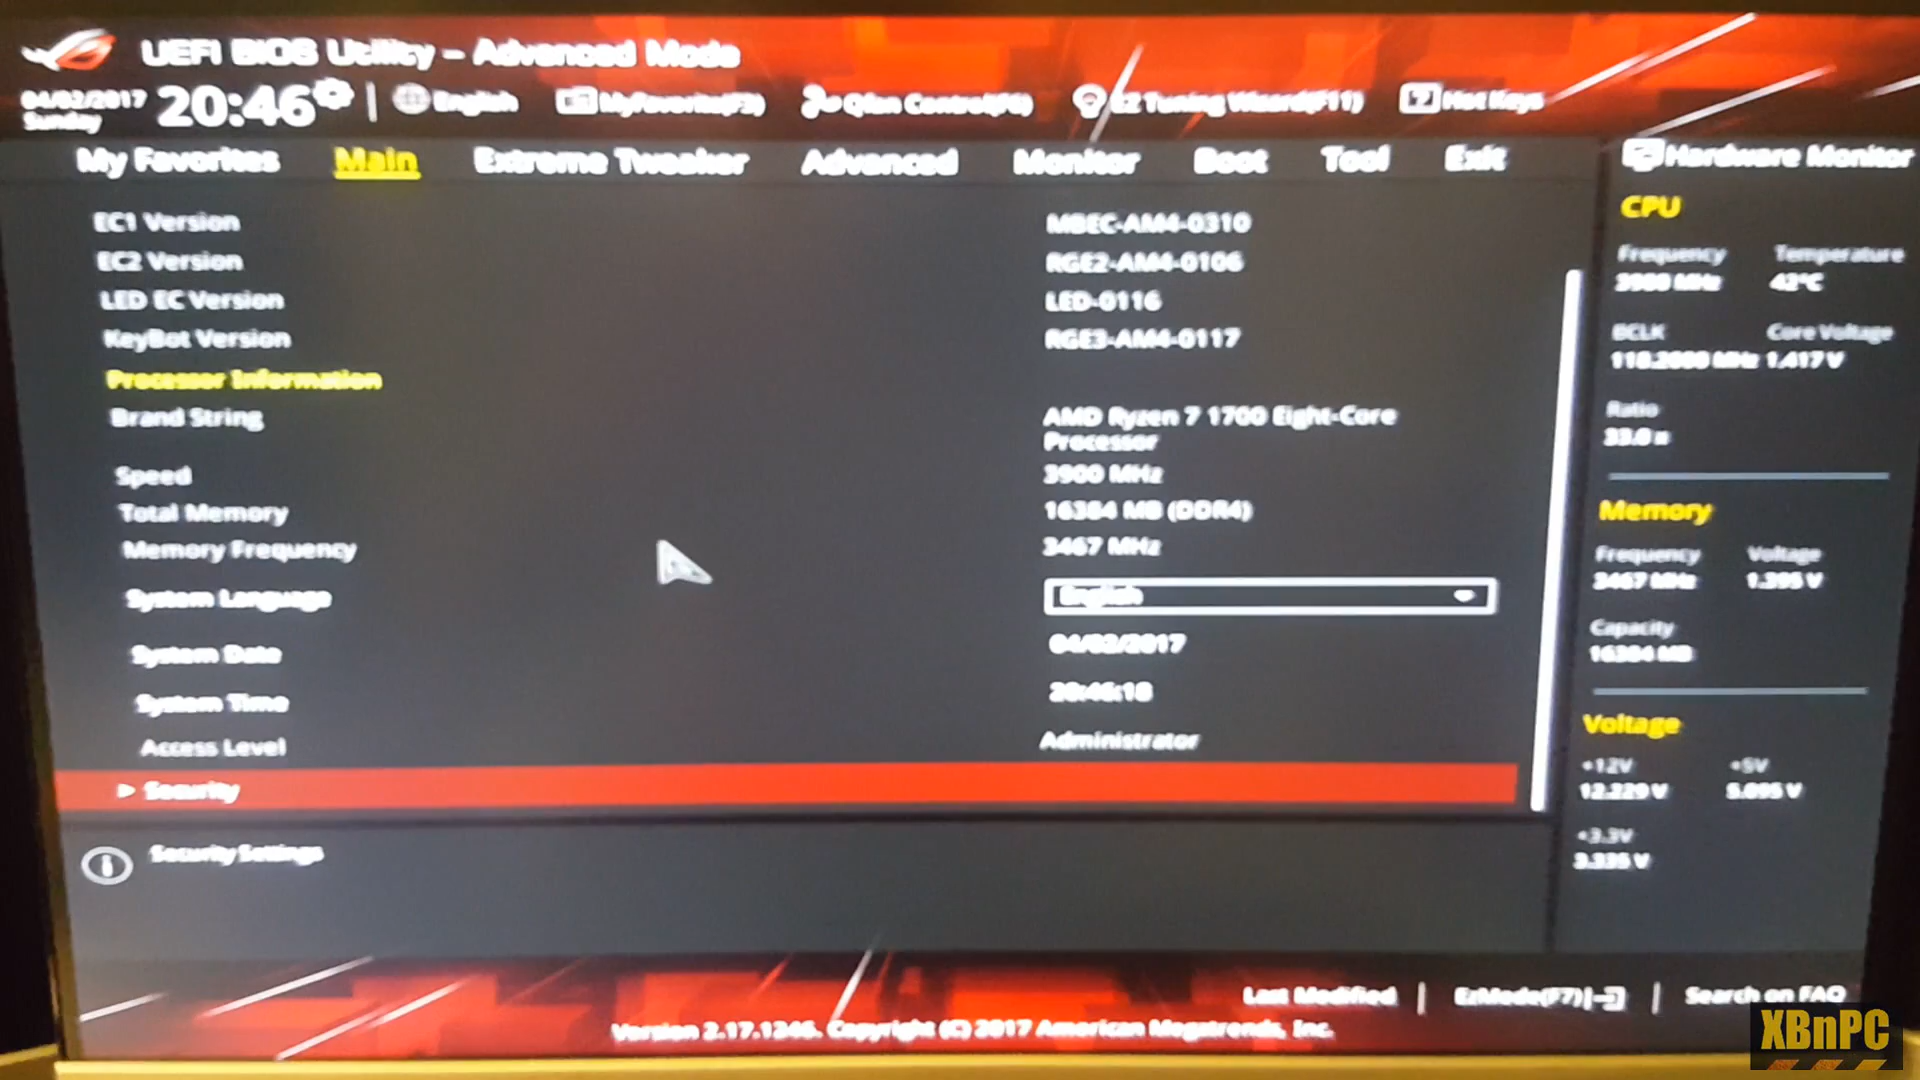 UEFI BIOS Utility – Advanced Mode
04/02/2017
Sunday
20:46
English
MyFavorite(F3)
Qfan Control(F6)
EZ Tuning Wizard(F11)
Hot Keys
My Favorites
Main
Extreme Tweaker
Advanced
Monitor
Boot
Tool
Exit
EC1 Version MBEC-AM4-0310
EC2 Version RGE2-AM4-0106
LED EC Version LED-0116
KeyBot Version RGE3-AM4-0117
Processor Information
Brand String AMD Ryzen 7 1700 Eight-Core
Processor
Speed 3900 MHz
Total Memory 16384 MB (DDR4)
Memory Frequency 3467 MHz
System Language English
System Date 04/02/2017
System Time 20:46:18
Access Level Administrator
Security
Security Settings
Hardware Monitor
CPU
Frequency Temperature
3900 MHz 42°C
BCLK Core Voltage
118.2000 MHz 1.417 V
Ratio
33.0 x
Memory
Frequency Voltage
3467 MHz 1.395 V
Capacity
16384 MB
Voltage
+12V +5V
12.229 V 5.095 V
+3.3V
3.335 V
Last Modified
EzMode(F7)
Search on FAQ
Version 2.17.1246. Copyright (C) 2017 American Megatrends, Inc.
XBnPC